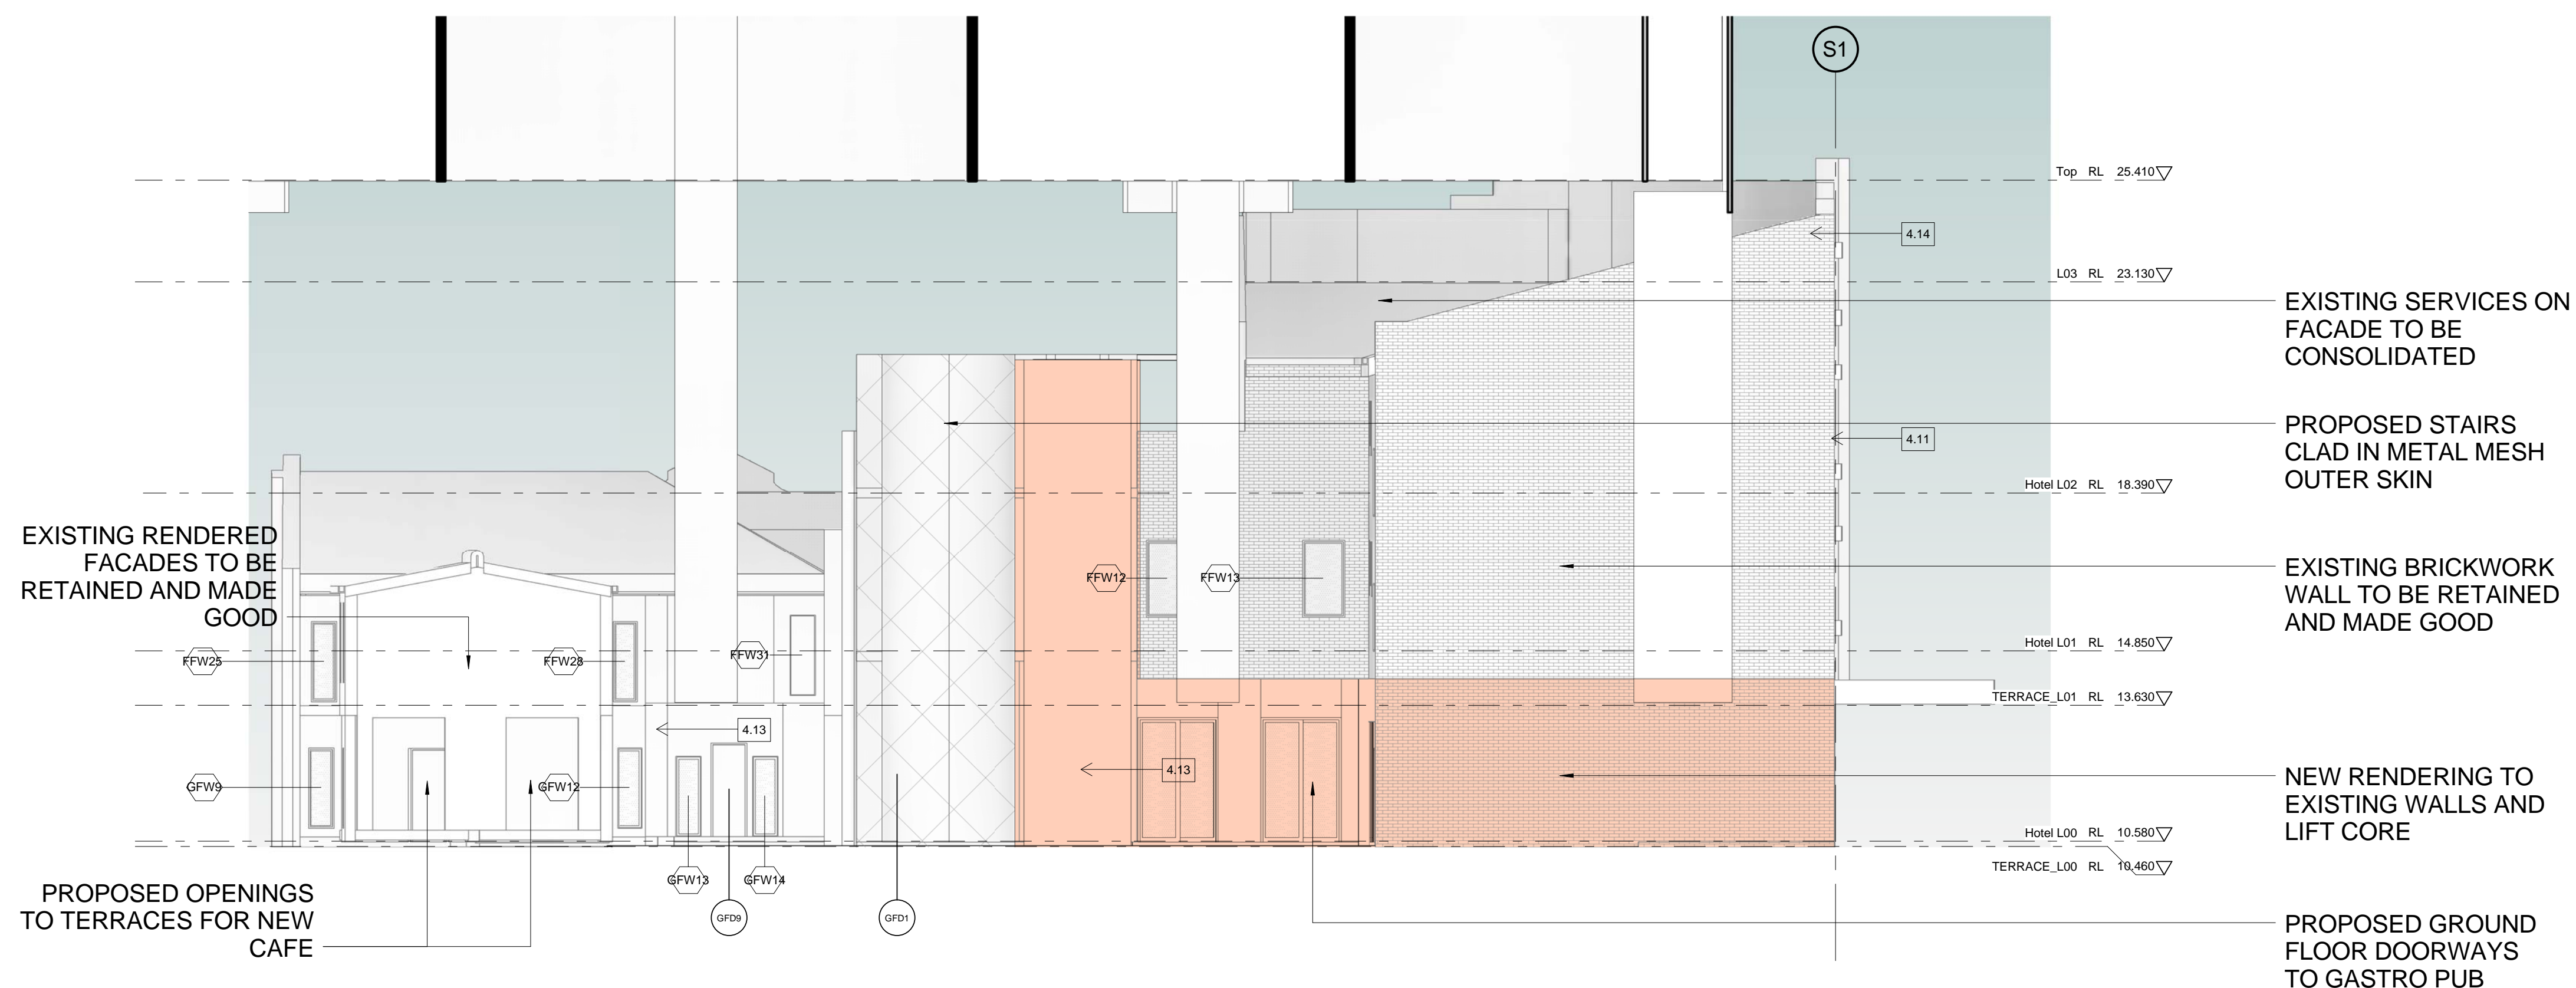 S1
Top RL 25.410
4.14
L03 RL 23.130
EXISTING SERVICES ON
FACADE TO BE
CONSOLIDATED
PROPOSED STAIRS
CLAD IN METAL MESH
OUTER SKIN
4.11
Hotel L02 RL 18.390
EXISTING RENDERED
FACADES TO BE
RETAINED AND MADE
GOOD
EXISTING BRICKWORK
WALL TO BE RETAINED
AND MADE GOOD
FFW12
FFW13
Hotel L01 RL 14.850
FFW25
FFW28
FFW31
TERRACE_L01 RL 13.630
4.13
4.13
GFW9
GFW12
NEW RENDERING TO
EXISTING WALLS AND
LIFT CORE
Hotel L00 RL 10.580
TERRACE_L00 RL 10.460
GFW13
GFW14
PROPOSED OPENINGS
TO TERRACES FOR NEW
CAFE
GFD9
GFD1
PROPOSED GROUND
FLOOR DOORWAYS
TO GASTRO PUB